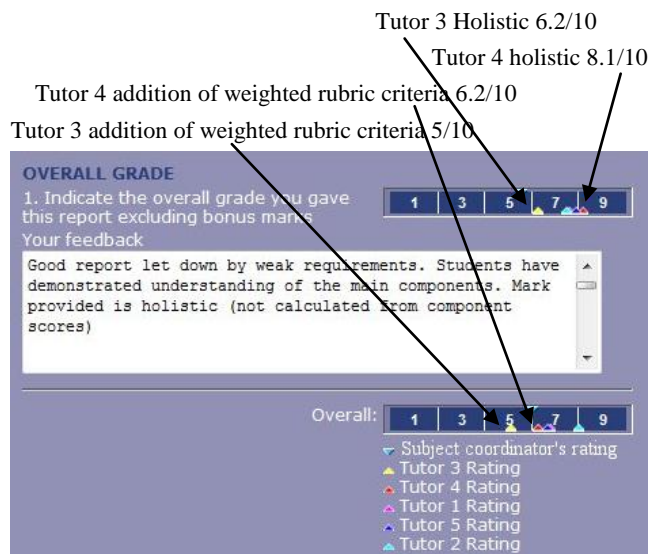 Tutor 3 Holistic 6.2/10
Tutor 4 holistic 8.1/10
Tutor 4 addition of weighted rubric criteria 6.2/10
Tutor 3 addition of weighted rubric criteria 5/10
OVERALL GRADE
1. Indicate the overall grade you gave
this report excluding bonus marks
1 3 5 7 9
Your feedback
Good report let down by weak requirements. Students have
demonstrated understanding of the main components. Mark
provided is holistic (not calculated from component
scores)
Overall: 1 3 5 7 9
Subject coordinator's rating
Tutor 3 Rating
Tutor 4 Rating
Tutor 1 Rating
Tutor 5 Rating
Tutor 2 Rating